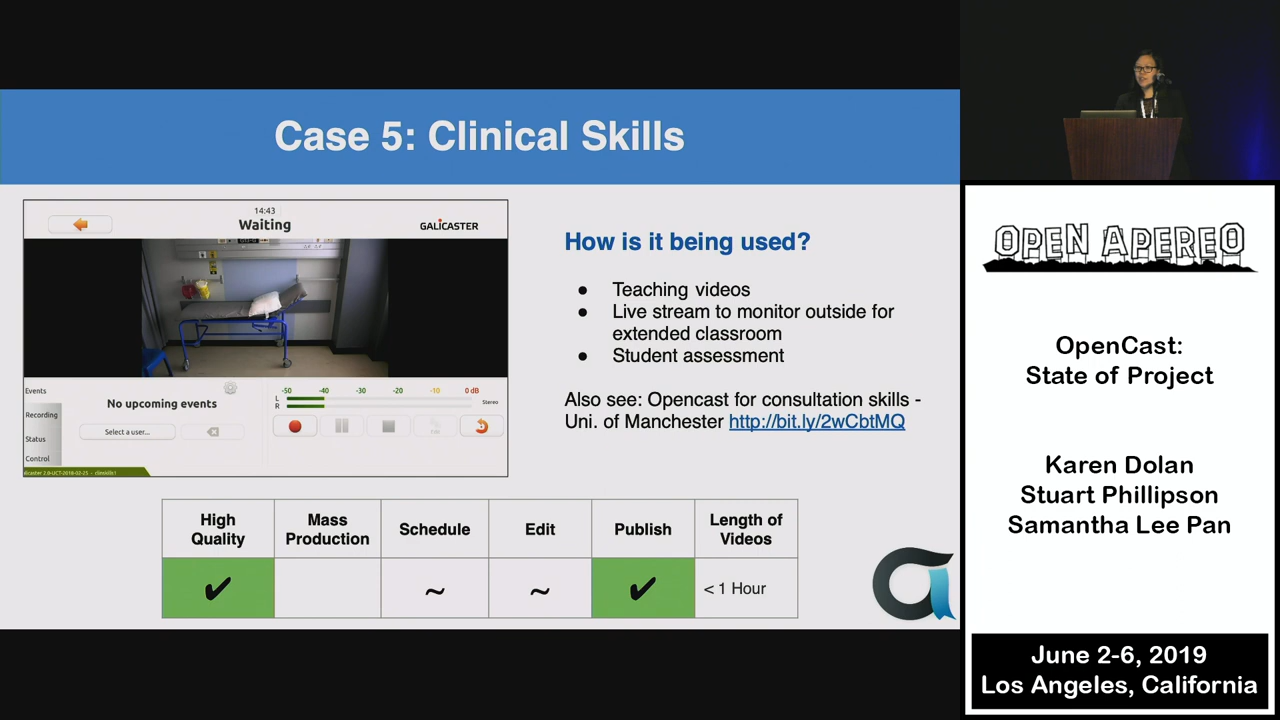 Case 5: Clinical Skills
14:43
Waiting
GALICASTER
Events
Recording
Status
Control
No upcoming events
Select a user...
-50 -40 -30 -20 -10 0 dB
L
R
Stereo
Edit
How is it being used?
● Teaching videos
● Live stream to monitor outside for
extended classroom
● Student assessment
Also see: Opencast for consultation skills -
Uni. of Manchester http://bit.ly/2wCbtMQ
High
Quality
Mass
Production
Schedule
Edit
Publish
Length of
Videos
✔ ~ ~ ✔ < 1 Hour
OPEN APEREO
OpenCast:
State of Project
Karen Dolan
Stuart Phillipson
Samantha Lee Pan
June 2-6, 2019
Los Angeles, California